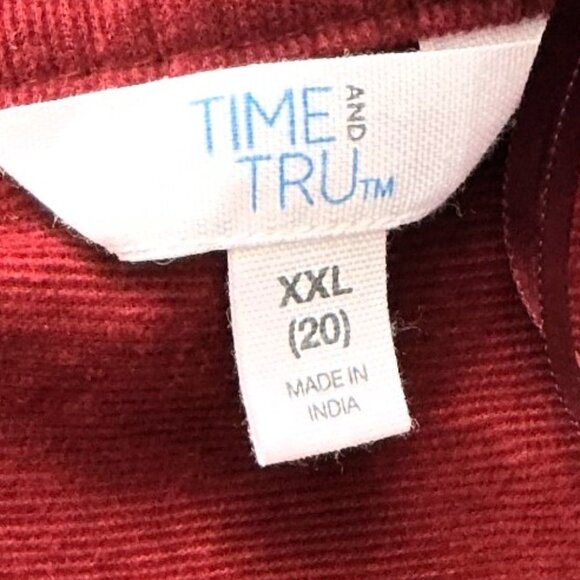 TIME AND
TRU™
XXL
(20)
MADE IN
INDIA